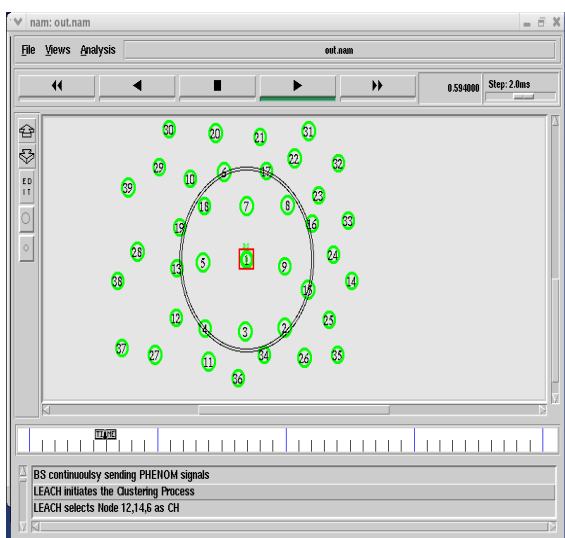 nam: out.nam
File Views Analysis out.nam
0.594000 Step: 2.0ms
30 20 21 31
29 22 32
39 10 6 17
23
18 7 8
19 16 33
28 5 1 9 24
13
38 15 14
12 25
4 3 2
37 27 11 34 26 35
36
ED
IT
TIME
BS continuoulsy sending PHENOM signals
LEACH initiates the Clustering Process
LEACH selects Node 12,14,6 as CH